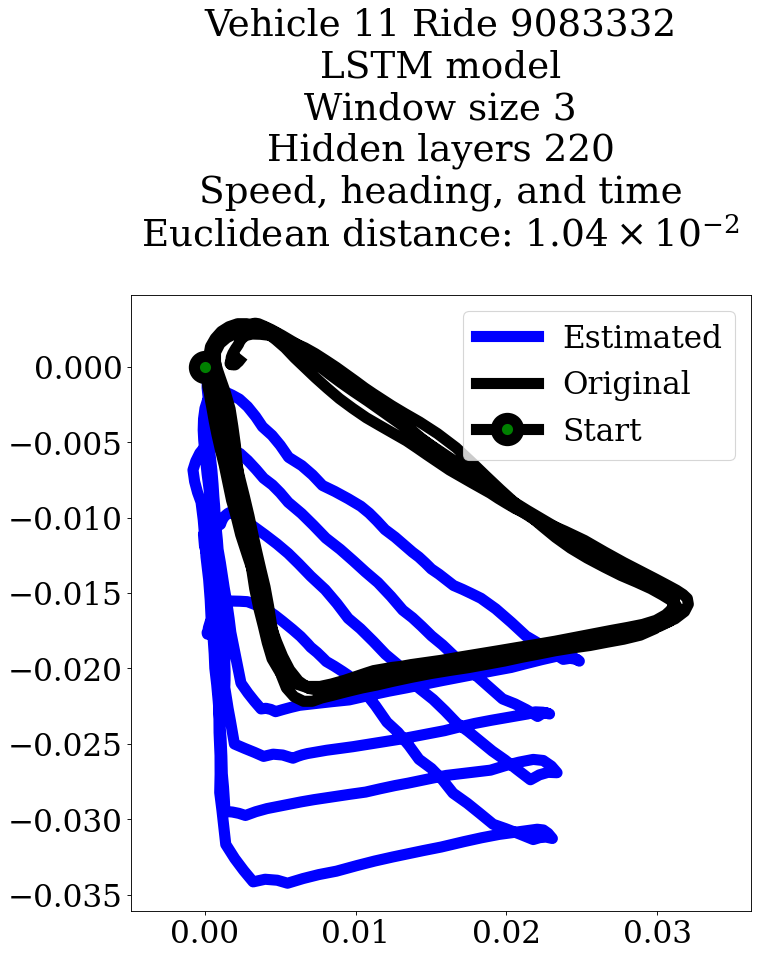 Vehicle 11 Ride 9083332
LSTM model
Window size 3
Hidden layers 220
Speed, heading, and time
Euclidean distance: 1.04 × 10⁻²
Estimated
Original
Start
0.000
−0.005
−0.010
−0.015
−0.020
−0.025
−0.030
−0.035
0.00 0.01 0.02 0.03